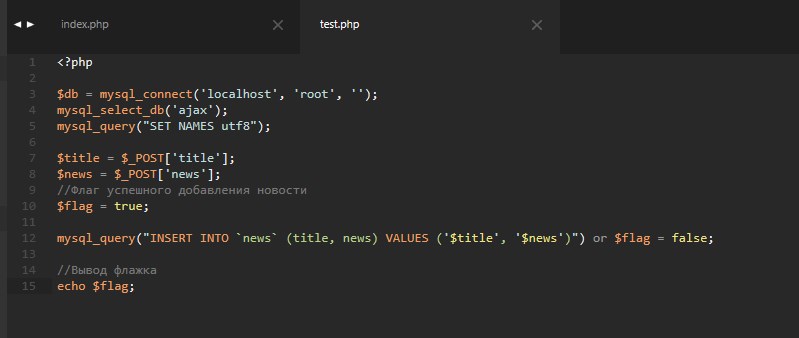 index.php
test.php
1 <?php
2
3 $db = mysql_connect('localhost', 'root', '');
4 mysql_select_db('ajax');
5 mysql_query("SET NAMES utf8");
6
7 $title = $_POST['title'];
8 $news = $_POST['news'];
9 //Флаг успешного добавления новости
10 $flag = true;
11
12 mysql_query("INSERT INTO `news` (title, news) VALUES ('$title', '$news')") or $flag = false;
13
14 //Вывод флажка
15 echo $flag;